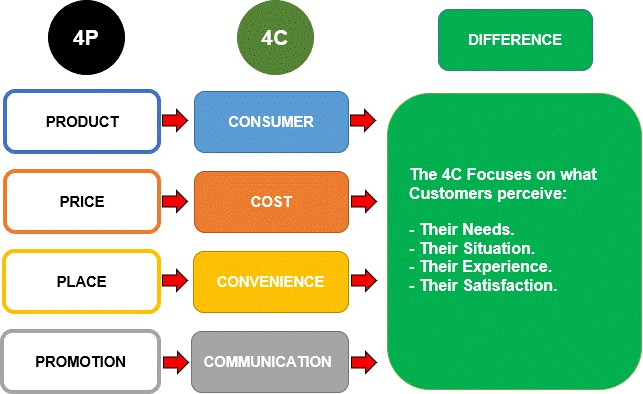 4P
4C
DIFFERENCE
PRODUCT
CONSUMER
PRICE
COST
PLACE
CONVENIENCE
PROMOTION
COMMUNICATION
The 4C Focuses on what
Customers perceive:
- Their Needs.
- Their Situation.
- Their Experience.
- Their Satisfaction.